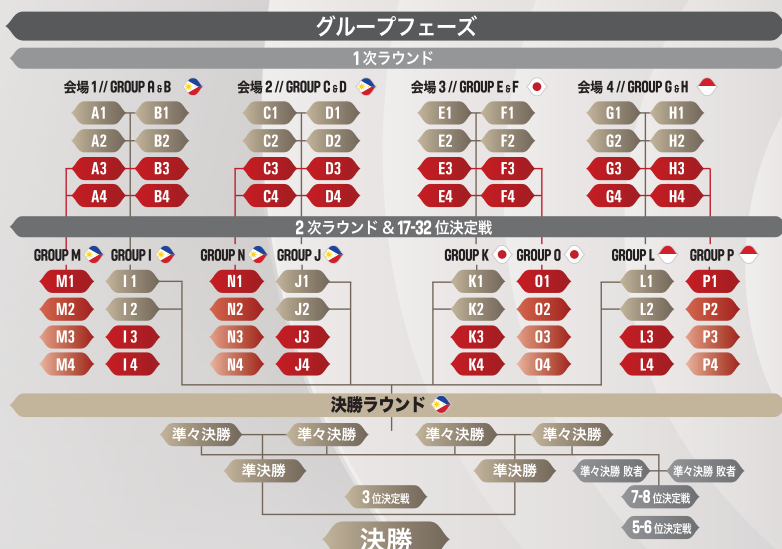 グループフェーズ
1次ラウンド
会場 1 // GROUP A & B
会場 2 // GROUP C & D
会場 3 // GROUP E & F
会場 4 // GROUP G & H
A1 B1 C1 D1 E1 F1 G1 H1
A2 B2 C2 D2 E2 F2 G2 H2
A3 B3 C3 D3 E3 F3 G3 H3
A4 B4 C4 D4 E4 F4 G4 H4
2 次ラウンド & 17-32 位決定戦
GROUP M GROUP I GROUP N GROUP J GROUP K GROUP O GROUP L GROUP P
M1 I 1 N1 J1 K1 O1 L1 P1
M2 I 2 N2 J2 K2 O2 L2 P2
M3 I 3 N3 J3 K3 O3 L3 P3
M4 I 4 N4 J4 K4 O4 L4 P4
決勝ラウンド
準々決勝 準々決勝 準々決勝 準々決勝
準決勝 準決勝 準々決勝 敗者 準々決勝 敗者
3 位決定戦 7-8 位決定戦
5-6 位決定戦
決勝